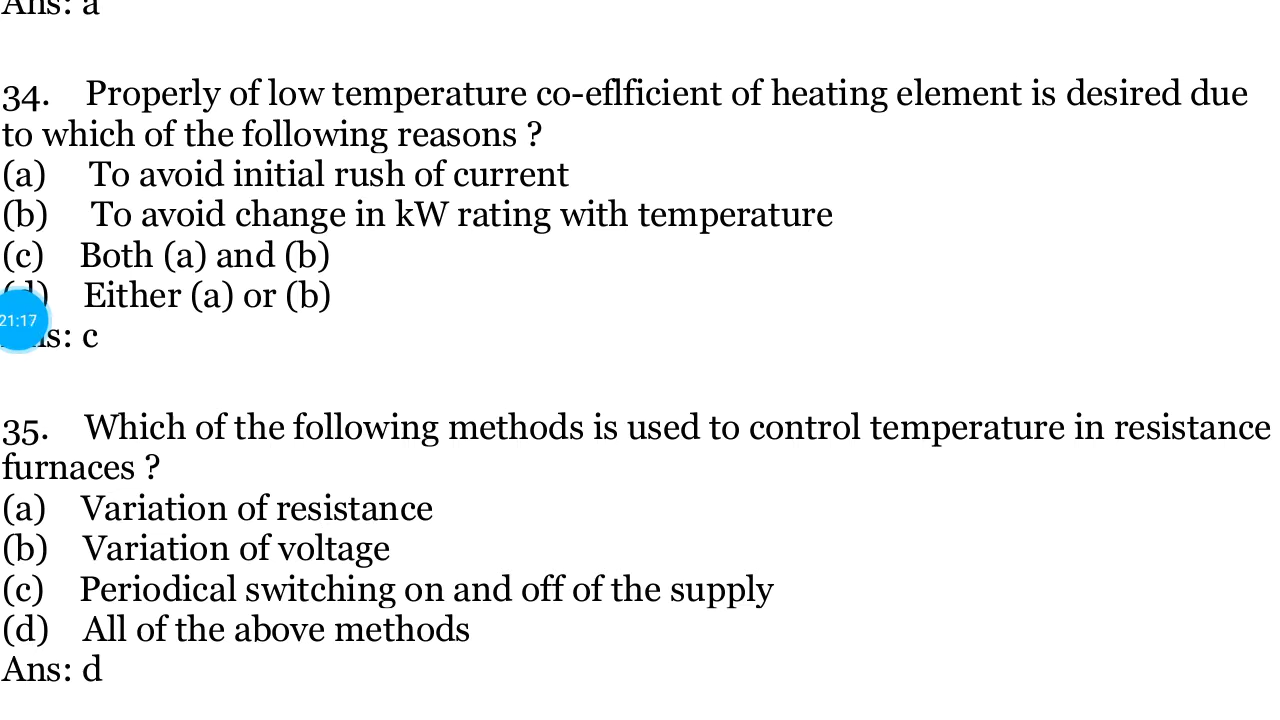 Ans: a
34. Properly of low temperature co-eflficient of heating element is desired due
to which of the following reasons ?
(a) To avoid initial rush of current
(b) To avoid change in kW rating with temperature
(c) Both (a) and (b)
(d) Either (a) or (b)
21:17
Ans: c
35. Which of the following methods is used to control temperature in resistance
furnaces ?
(a) Variation of resistance
(b) Variation of voltage
(c) Periodical switching on and off of the supply
(d) All of the above methods
Ans: d